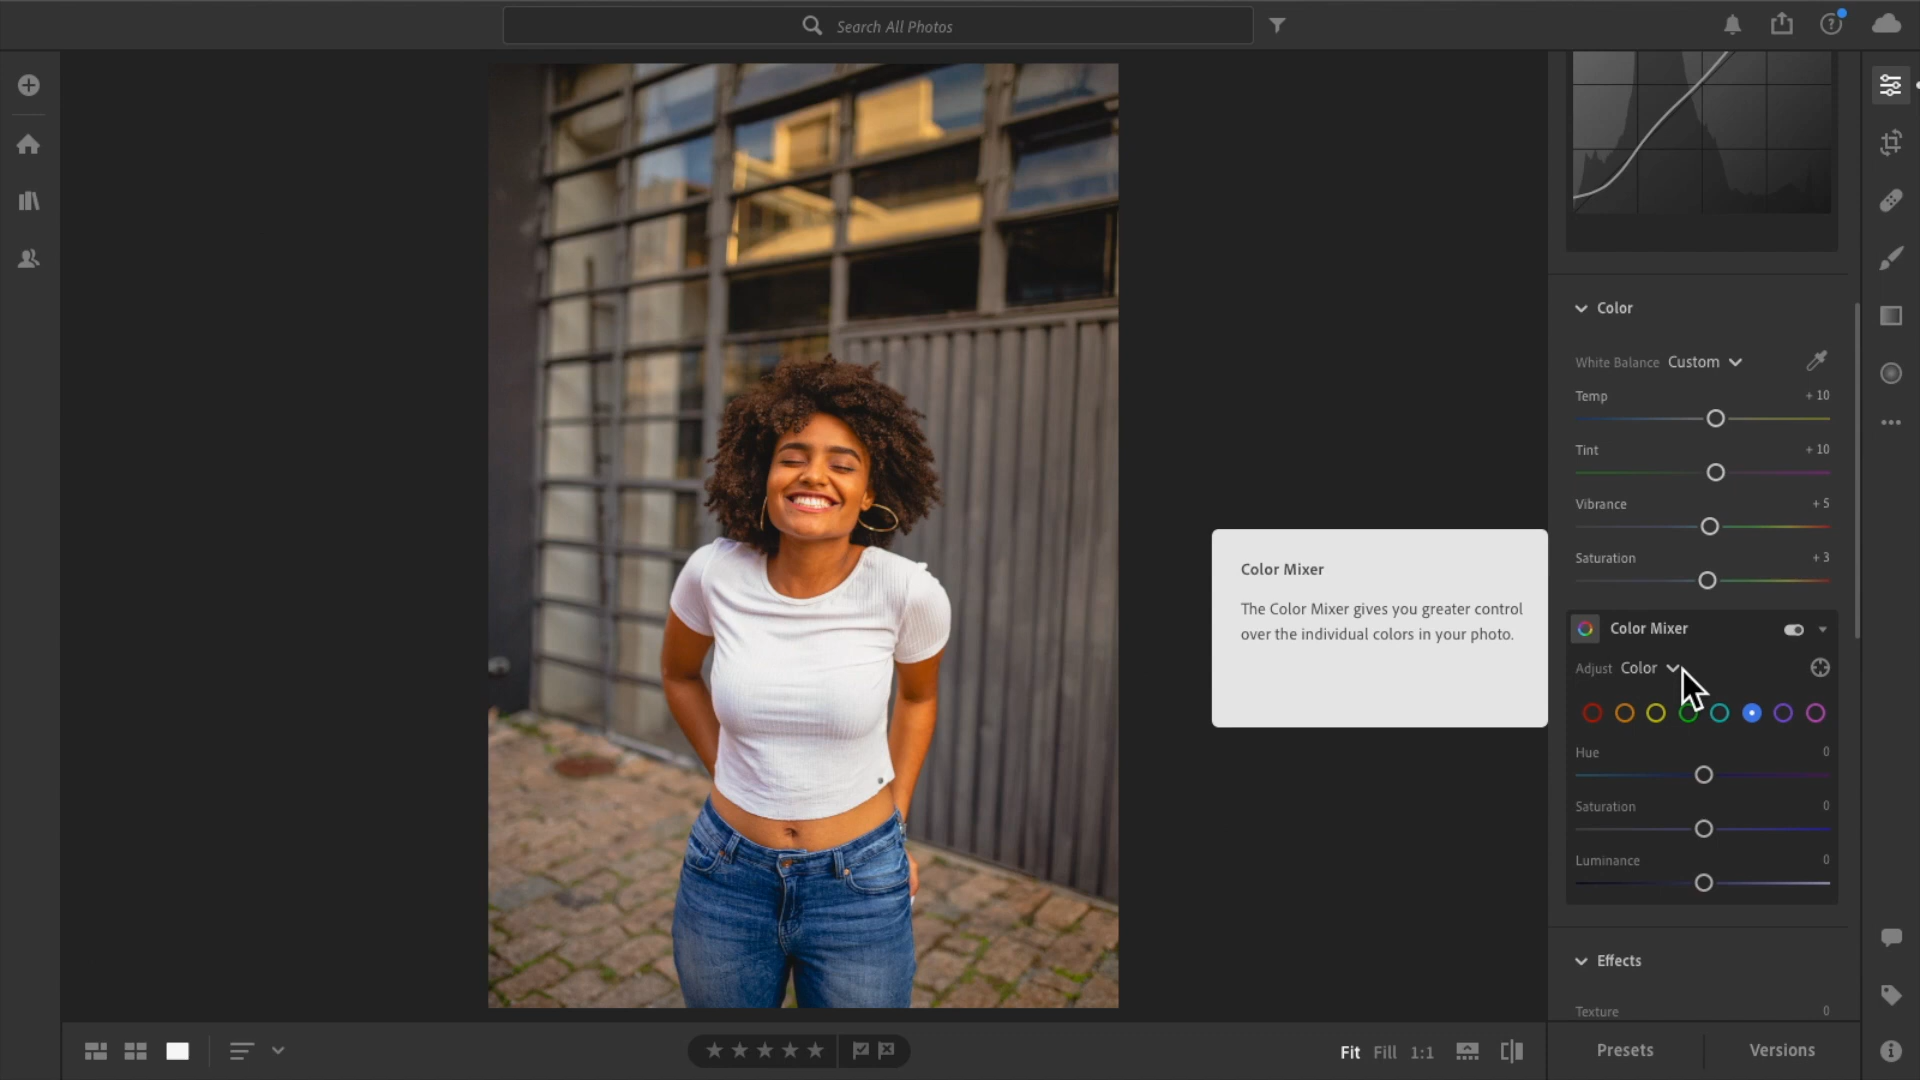 Search All Photos
Color
White Balance Custom
Temp + 10
Tint + 10
Vibrance + 5
Saturation + 3
Color Mixer
The Color Mixer gives you greater control
over the individual colors in your photo.
Color Mixer
Adjust Color
Hue 0
Saturation 0
Luminance 0
Effects
Texture 0
Fit Fill 1:1
Presets Versions